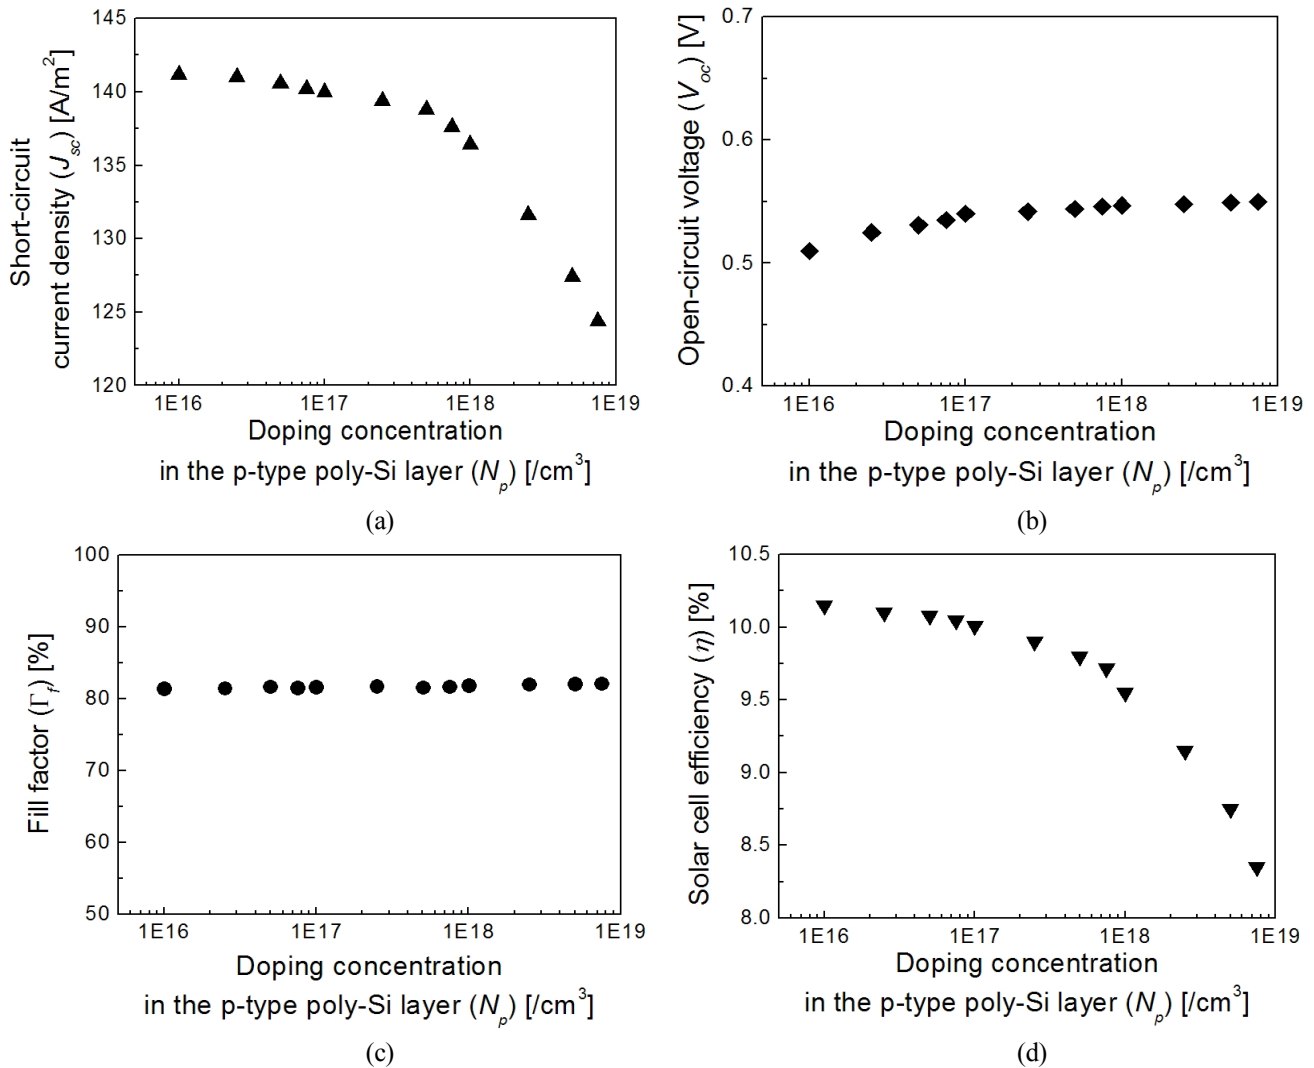 Short-circuit
current density (Jsc) [A/m2]
145
140
135
130
125
120
1E16 1E17 1E18 1E19
Doping concentration
in the p-type poly-Si layer (Np) [/cm3]
(a)
Open-circuit voltage (Voc) [V]
0.7
0.6
0.5
0.4
1E16 1E17 1E18 1E19
Doping concentration
in the p-type poly-Si layer (Np) [/cm3]
(b)
Fill factor (Γf) [%]
100
90
80
70
60
50
1E16 1E17 1E18 1E19
Doping concentration
in the p-type poly-Si layer (Np) [/cm3]
(c)
Solar cell efficiency (η) [%]
10.5
10.0
9.5
9.0
8.5
8.0
1E16 1E17 1E18 1E19
Doping concentration
in the p-type poly-Si layer (Np) [/cm3]
(d)